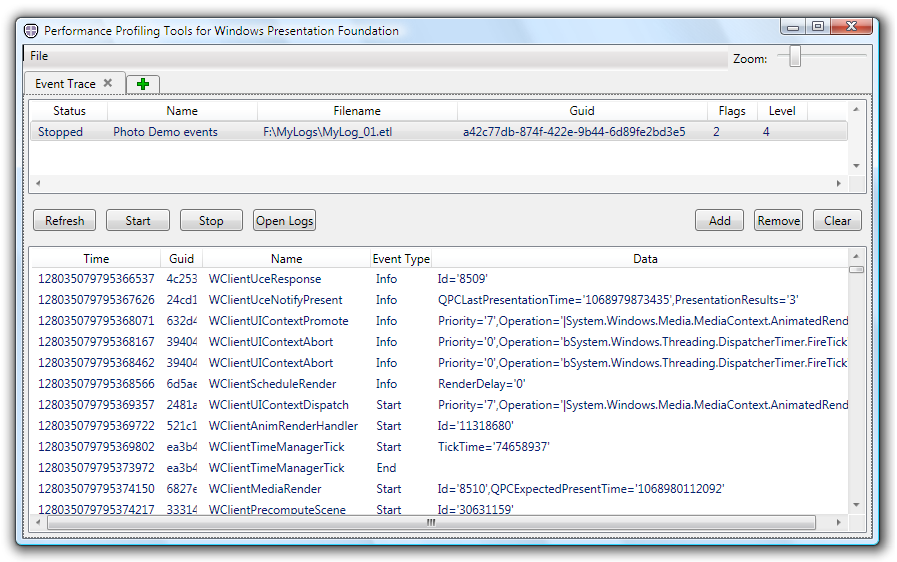 Performance Profiling Tools for Windows Presentation Foundation
File
Zoom:
Event Trace
Status Name Filename Guid Flags Level
Stopped Photo Demo events F:\MyLogs\MyLog_01.etl a42c77db-874f-422e-9b44-6d89fe2bd3e5 2 4
Refresh Start Stop Open Logs Add Remove Clear
Time Guid Name Event Type Data
128035079795366537 4c253 WClientUceResponse Info Id='8509'
128035079795367626 24cd1 WClientUceNotifyPresent Info QPCLastPresentationTime='1068979873435',PresentationResults='3'
128035079795368071 632d4 WClientUIContextPromote Info Priority='7',Operation='|System.Windows.Media.MediaContext.AnimatedRend
128035079795368167 39404 WClientUIContextAbort Info Priority='0',Operation='bSystem.Windows.Threading.DispatcherTimer.FireTick
128035079795368462 39404 WClientUIContextAbort Info Priority='0',Operation='bSystem.Windows.Threading.DispatcherTimer.FireTick
128035079795368566 6d5ae WClientScheduleRender Info RenderDelay='0'
128035079795369357 2481a WClientUIContextDispatch Start Priority='7',Operation='|System.Windows.Media.MediaContext.AnimatedRend
128035079795369722 521c1 WClientAnimRenderHandler Start Id='11318680'
128035079795369802 ea3b4 WClientTimeManagerTick Start TickTime='74658937'
128035079795373972 ea3b4 WClientTimeManagerTick End
128035079795374150 6827e WClientMediaRender Start Id='8510',QPCExpectedPresentTime='1068980112092'
128035079795374217 33314 WClientPrecomputeScene Start Id='30631159'